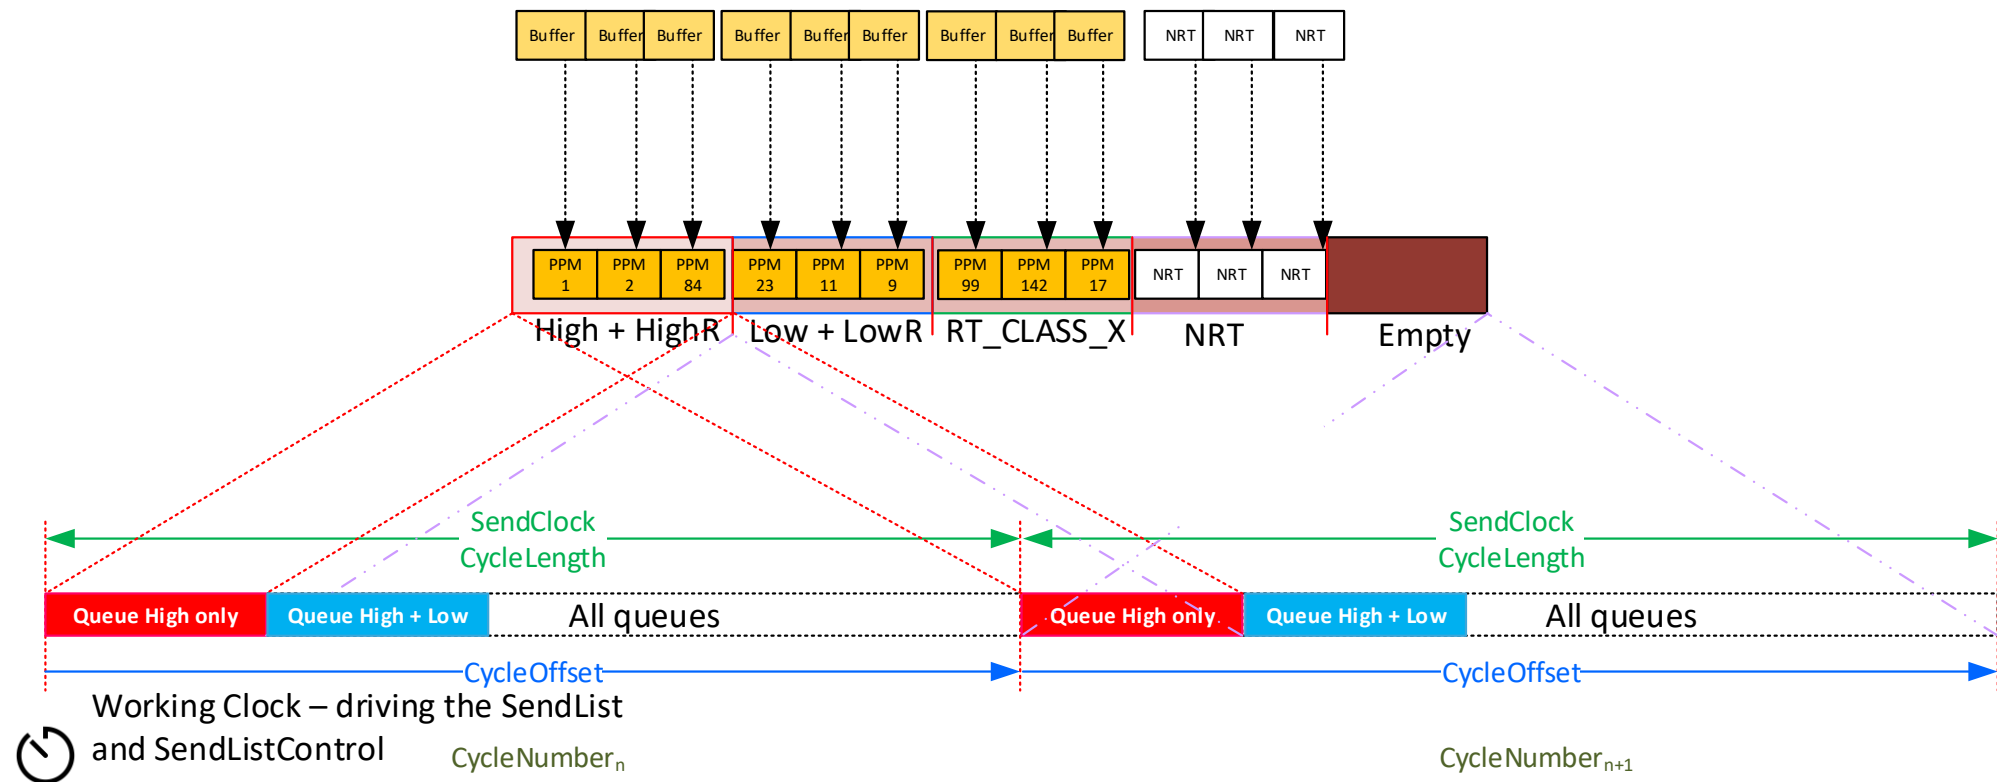 Buffer Buffer Buffer Buffer Buffer Buffer Buffer Buffer Buffer NRT NRT NRT
PPM 1 PPM 2 PPM 84 PPM 23 PPM 11 PPM 9 PPM 99 PPM 142 PPM 17 NRT NRT NRT
High + HighR Low + LowR RT_CLASS_X NRT Empty
SendClock SendClock
CycleLength CycleLength
Queue High only Queue High + Low All queues Queue High only Queue High + Low All queues
CycleOffset CycleOffset
Working Clock – driving the SendList
and SendListControl
CycleNumbern CycleNumbern+1